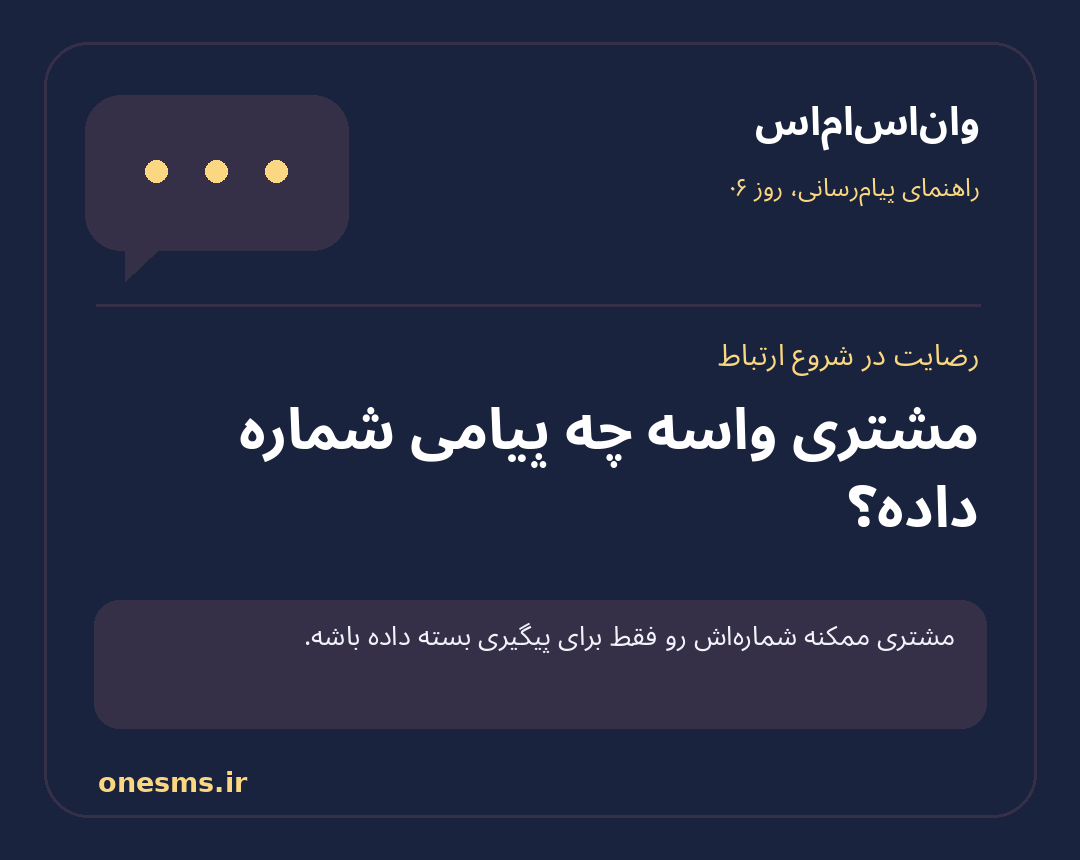 وان‌اس‌ام‌اس
راهنمای پیام‌رسانی، روز ۰۶
رضایت در شروع ارتباط
مشتری واسه چه پیامی شماره
داده؟
مشتری ممکنه شماره‌اش رو فقط برای پیگیری بسته داده باشه.
onesms.ir